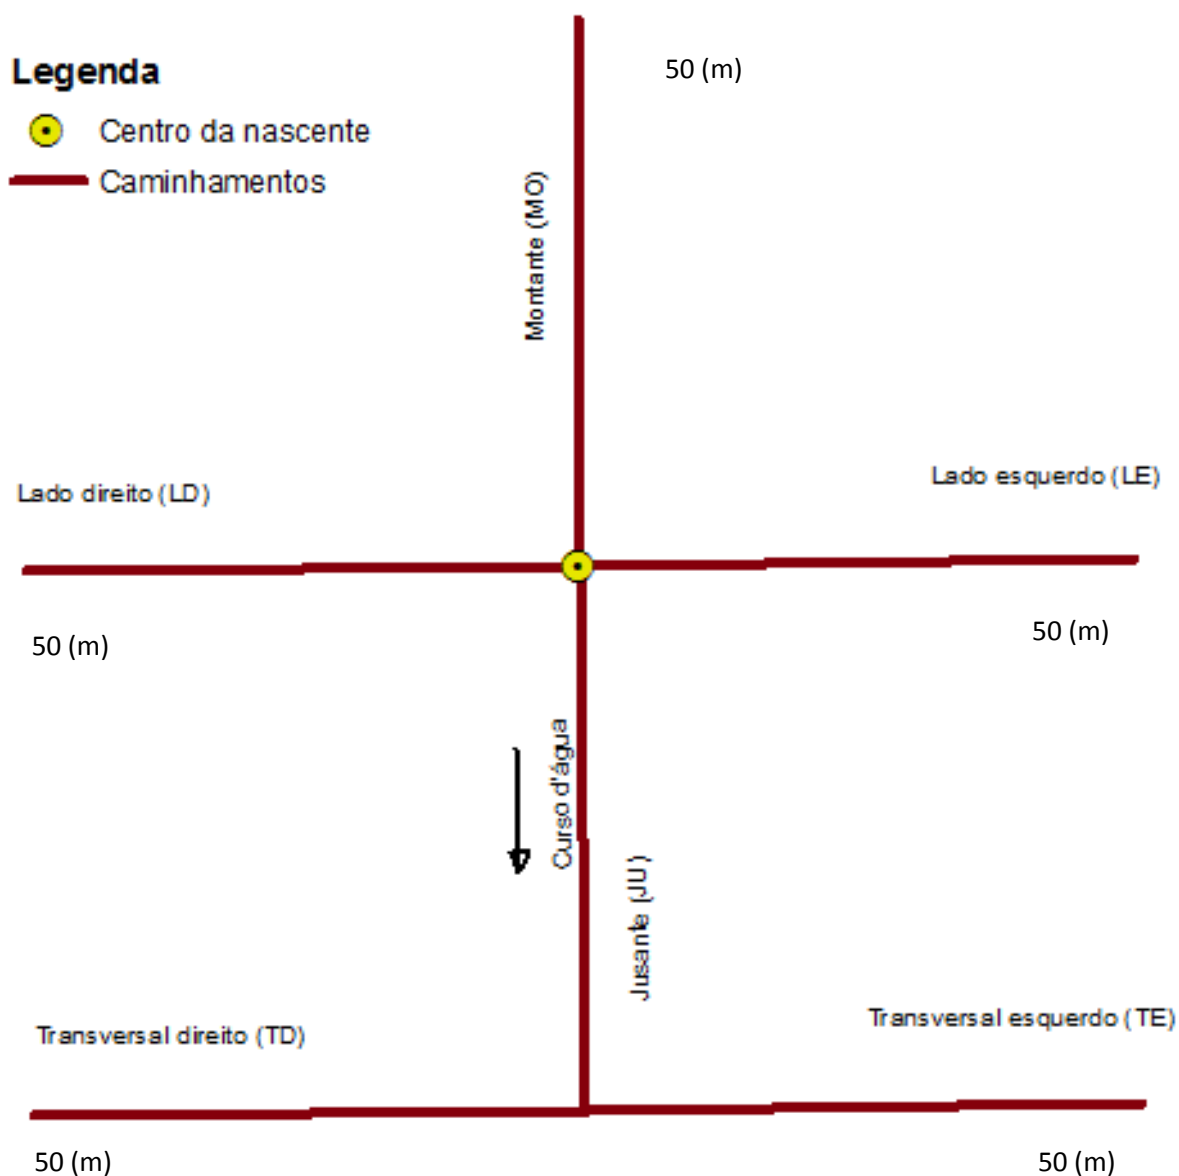 50 (m)
Legenda
Centro da nascente
Caminhamentos
Montante (MO)
Lado direito (LD)
Lado esquerdo (LE)
50 (m)
50 (m)
Curso d'água
Jusante (JU)
Transversal direito (TD)
Transversal esquerdo (TE)
50 (m)
50 (m)